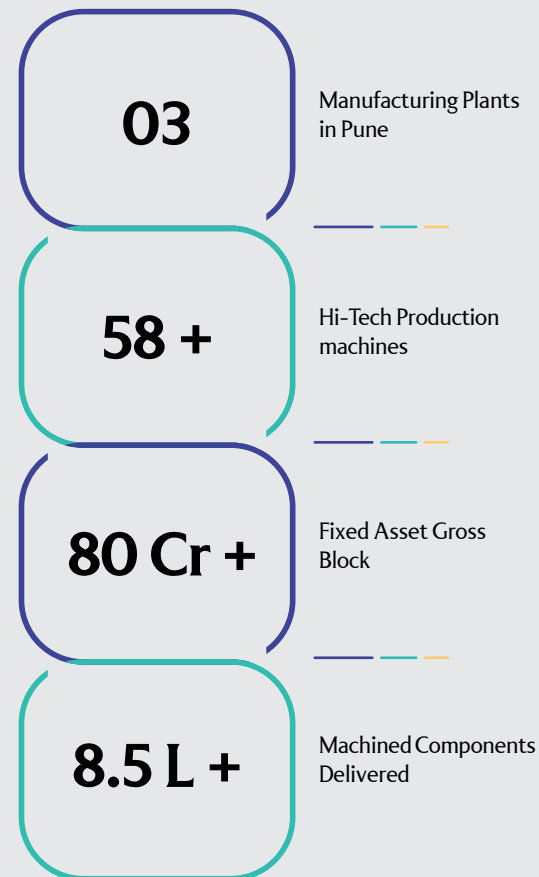 03
Manufacturing Plants
in Pune
58 +
Hi-Tech Production
machines
80 Cr +
Fixed Asset Gross
Block
8.5 L +
Machined Components
Delivered